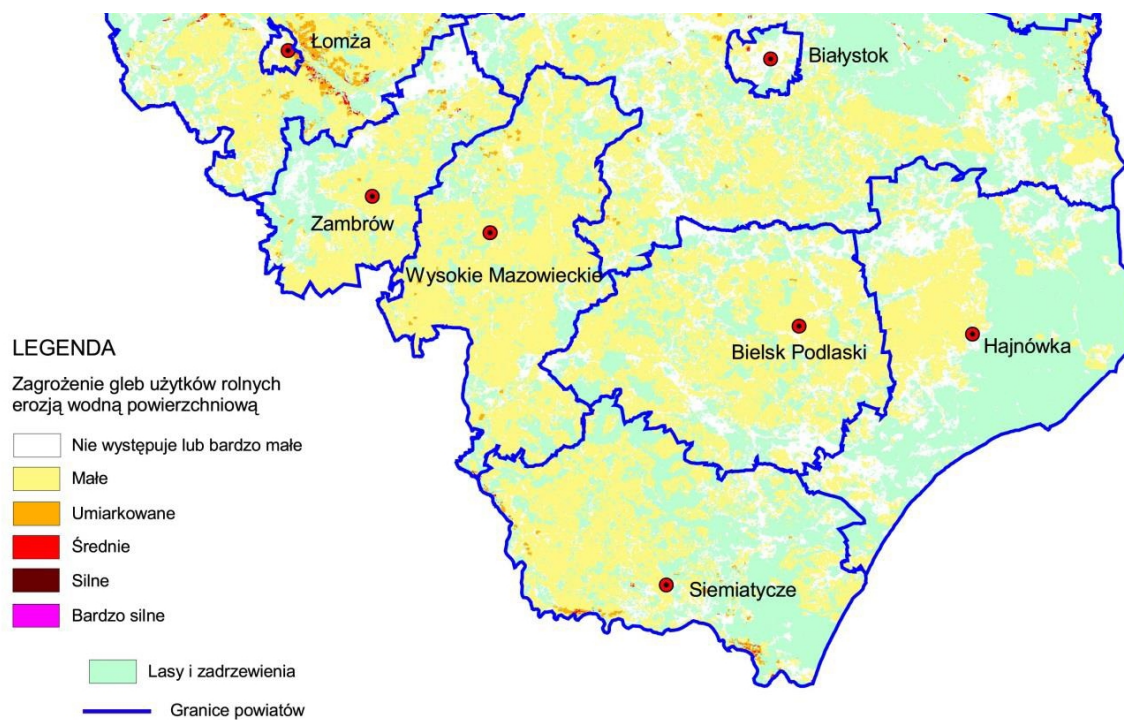 Łomża
Białystok
Zambrów
Wysokie Mazowieckie
Bielsk Podlaski
Hajnówka
Siemiatycze
LEGENDA
Zagrożenie gleb użytków rolnych
erozją wodną powierzchniową
Nie występuje lub bardzo małe
Małe
Umiarkowane
Średnie
Silne
Bardzo silne
Lasy i zadrzewienia
Granice powiatów